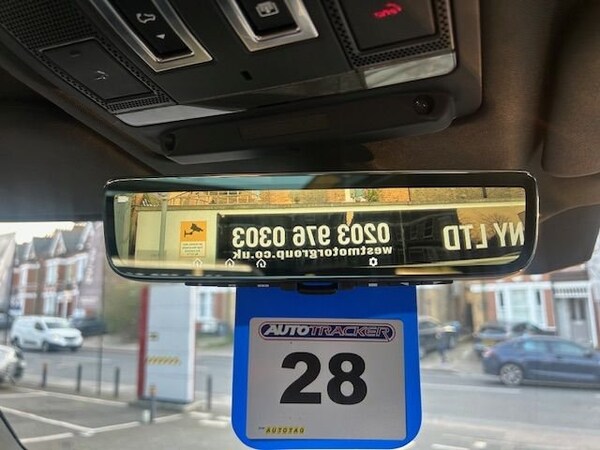 NY LTD
0203 976 0303
westmotorgroup.co.uk
AUTOTRACKER
28
AUTOTAG